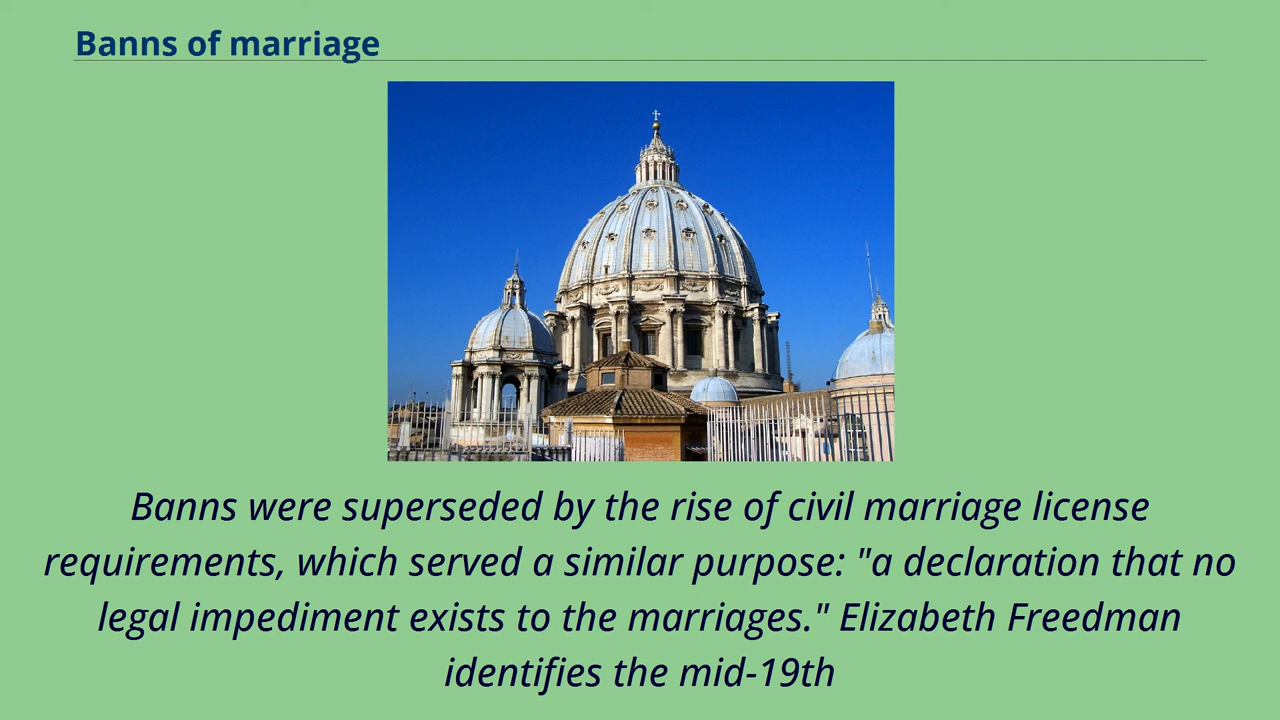 Banns of marriage
Banns were superseded by the rise of civil marriage license
requirements, which served a similar purpose: "a declaration that no
legal impediment exists to the marriages." Elizabeth Freedman
identifies the mid-19th